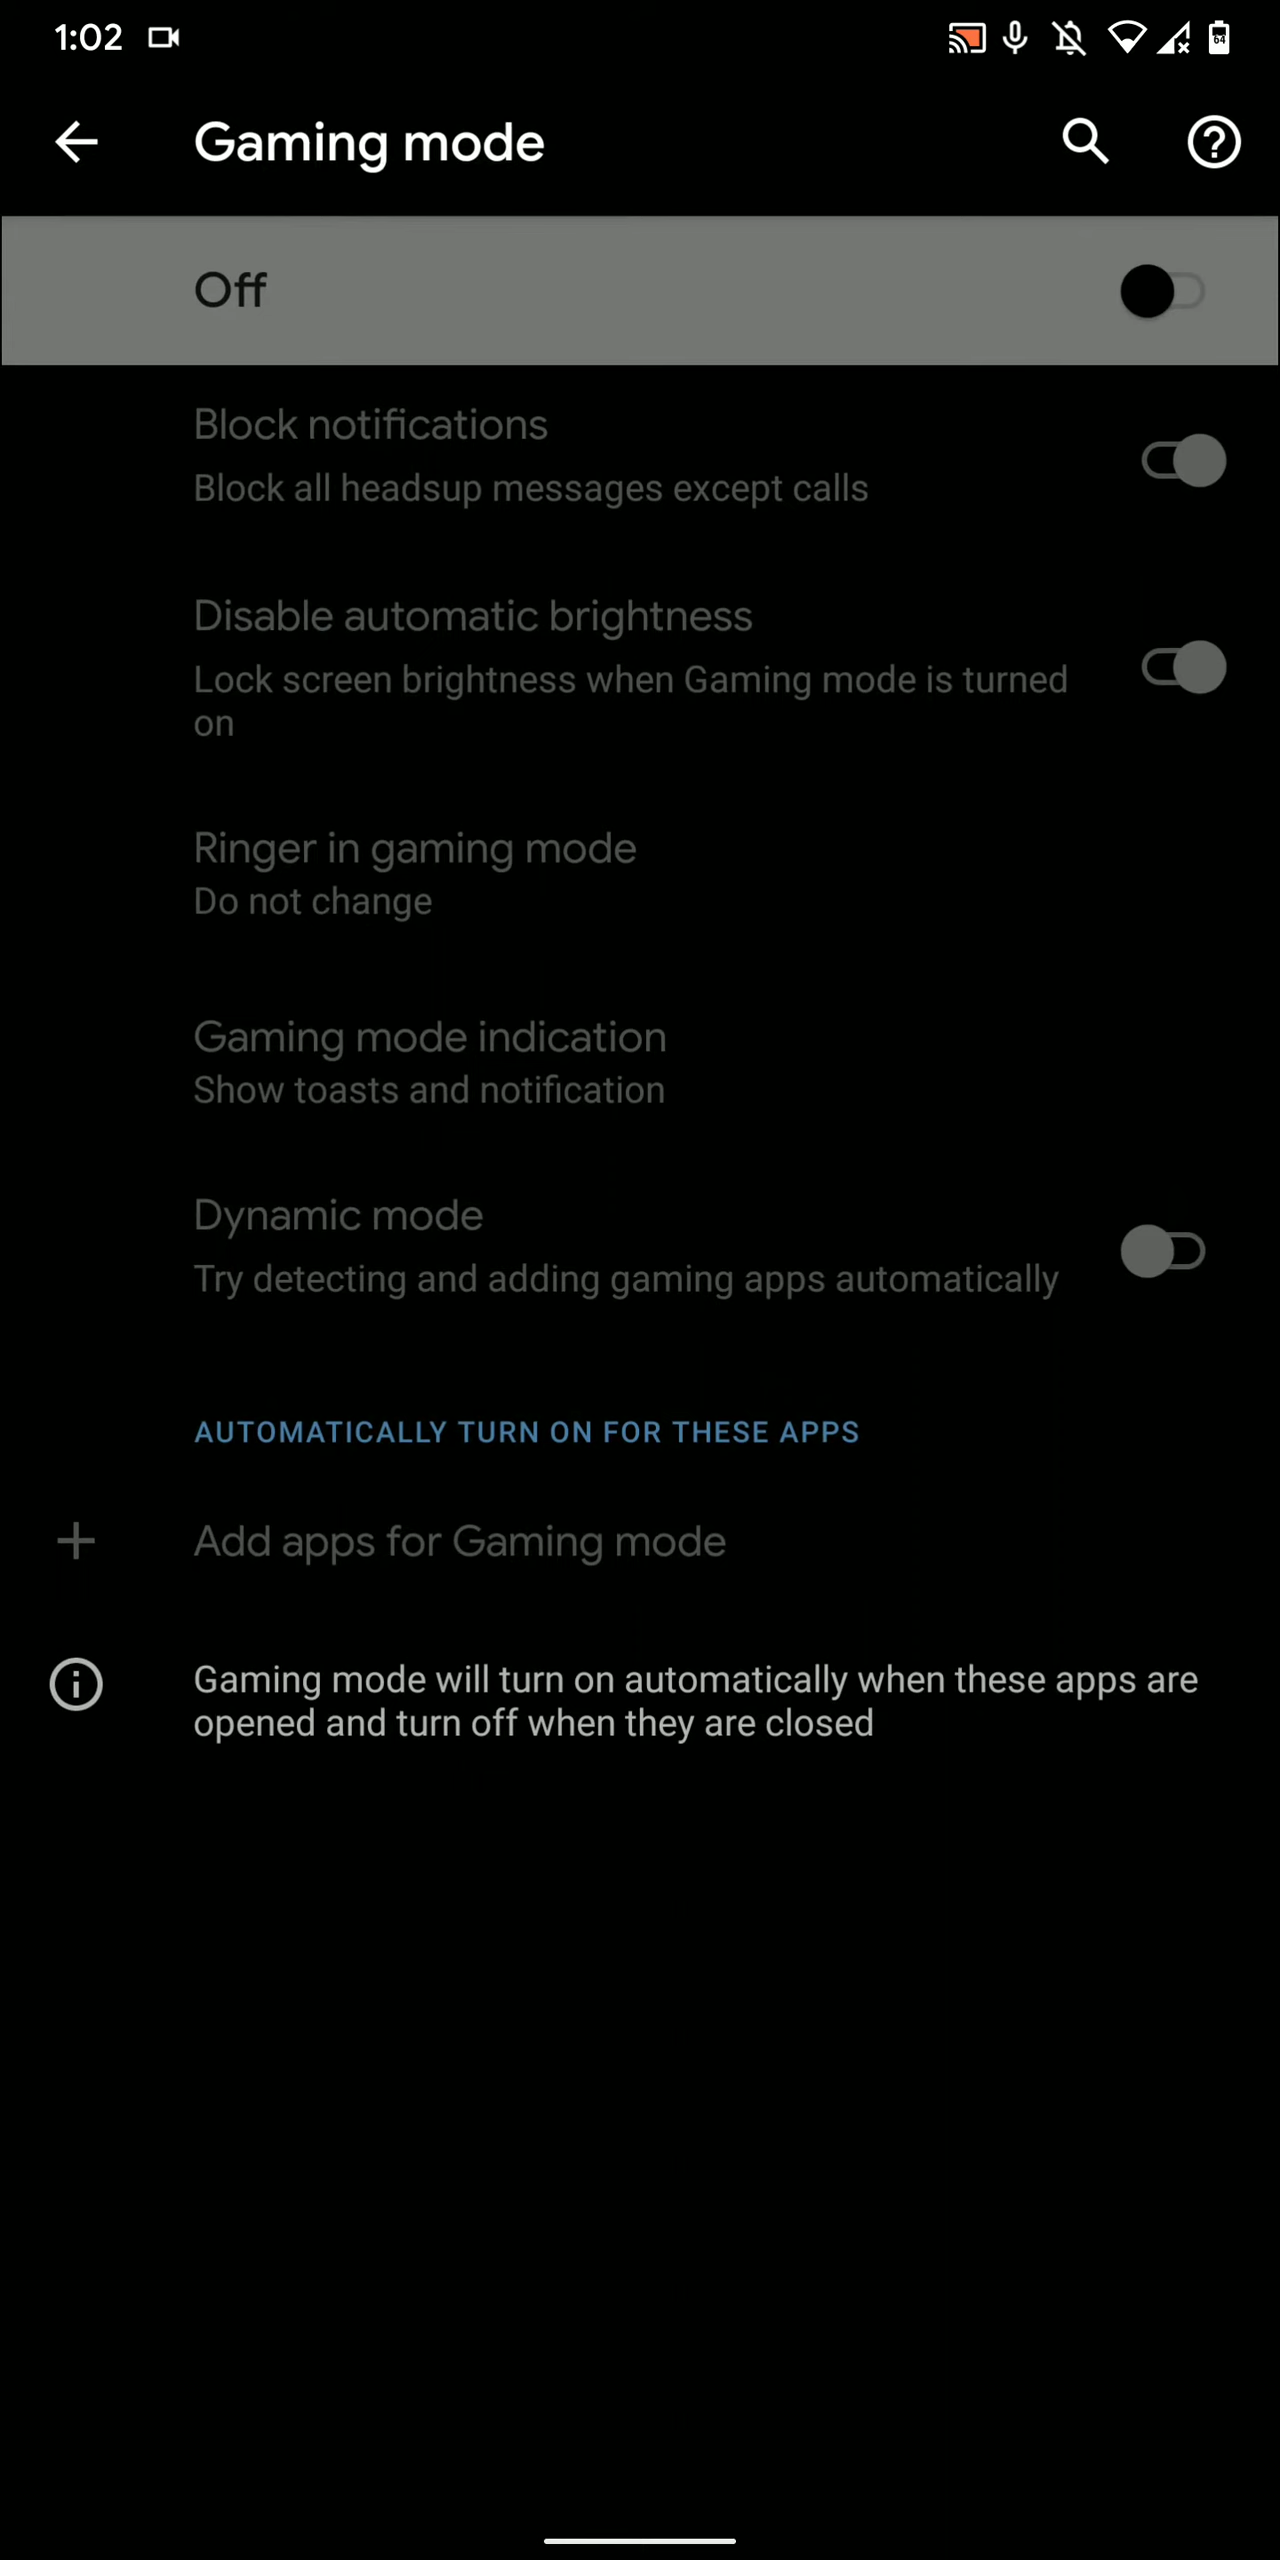 1:02
64
Gaming mode
Off
Block notifications
Block all headsup messages except calls
Disable automatic brightness
Lock screen brightness when Gaming mode is turned
on
Ringer in gaming mode
Do not change
Gaming mode indication
Show toasts and notification
Dynamic mode
Try detecting and adding gaming apps automatically
AUTOMATICALLY TURN ON FOR THESE APPS
Add apps for Gaming mode
Gaming mode will turn on automatically when these apps are
opened and turn off when they are closed